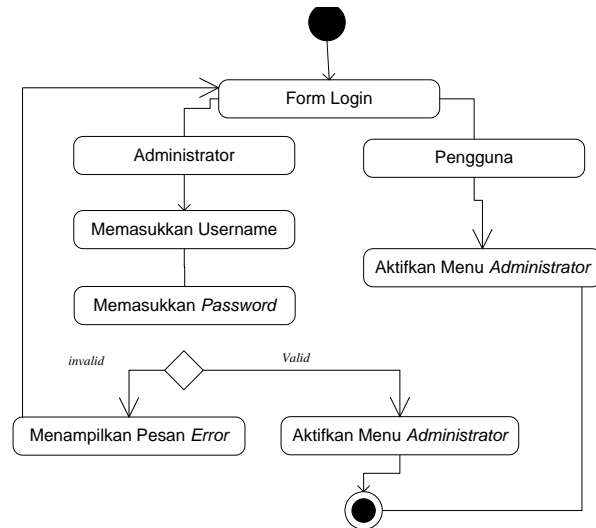 Form Login
Administrator
Pengguna
Memasukkan Username
Aktifkan Menu Administrator
Memasukkan Password
invalid
Valid
Menampilkan Pesan Error
Aktifkan Menu Administrator